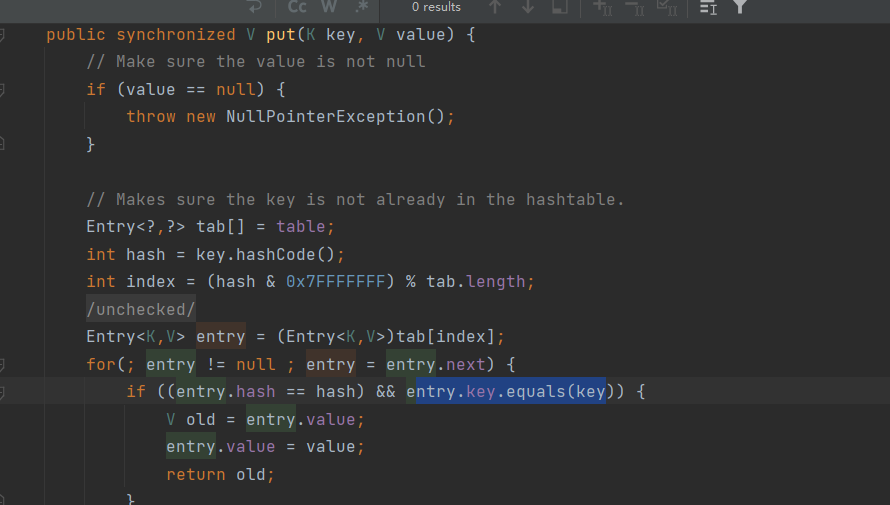 Cc W .* 0 results
public synchronized V put(K key, V value) {
// Make sure the value is not null
if (value == null) {
throw new NullPointerException();
}
// Makes sure the key is not already in the hashtable.
Entry<?,?> tab[] = table;
int hash = key.hashCode();
int index = (hash & 0x7FFFFFFF) % tab.length;
/unchecked/
Entry<K,V> entry = (Entry<K,V>)tab[index];
for(; entry != null ; entry = entry.next) {
if ((entry.hash == hash) && entry.key.equals(key)) {
V old = entry.value;
entry.value = value;
return old;
}